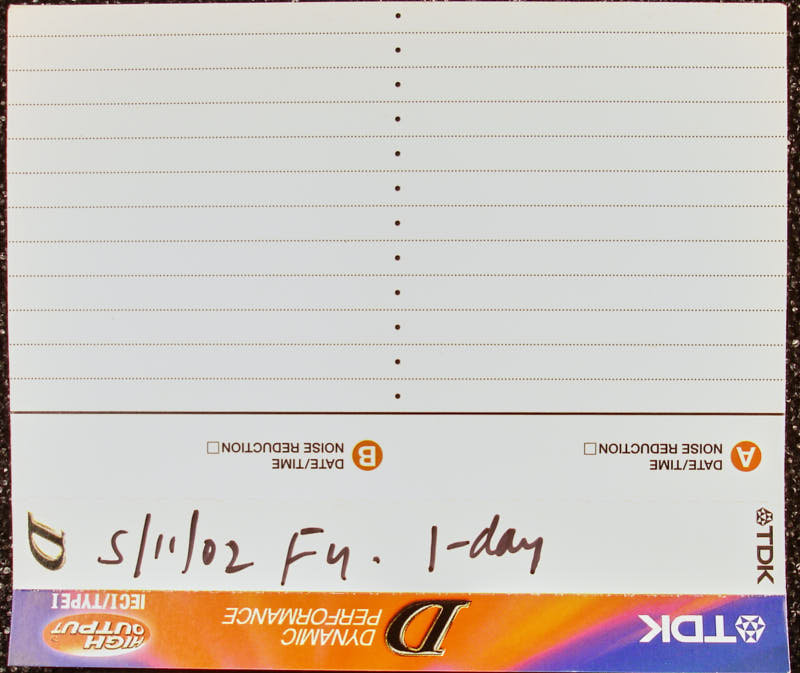 B DATE/TIME
NOISE REDUCTION
A DATE/TIME
NOISE REDUCTION
D
5/11/02 F4. 1-day
TDK
HIGH OUTPUT
IEC I/TYPE I
DYNAMIC PERFORMANCE
D
TDK